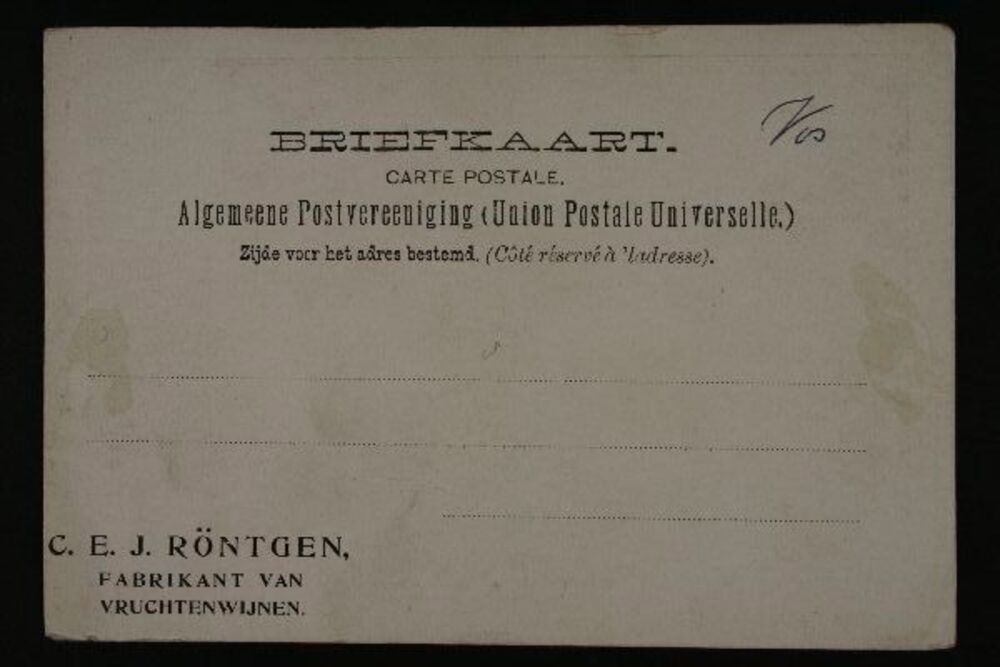 BRIEFKAART.
Vos
CARTE POSTALE.
Algemeene Postvereeniging (Union Postale Universelle.)
Zijde voor het adres bestemd. (Côté réservé à 'ladresse).
C. E. J. RÖNTGEN,
FABRIKANT VAN
VRUCHTENWIJNEN.